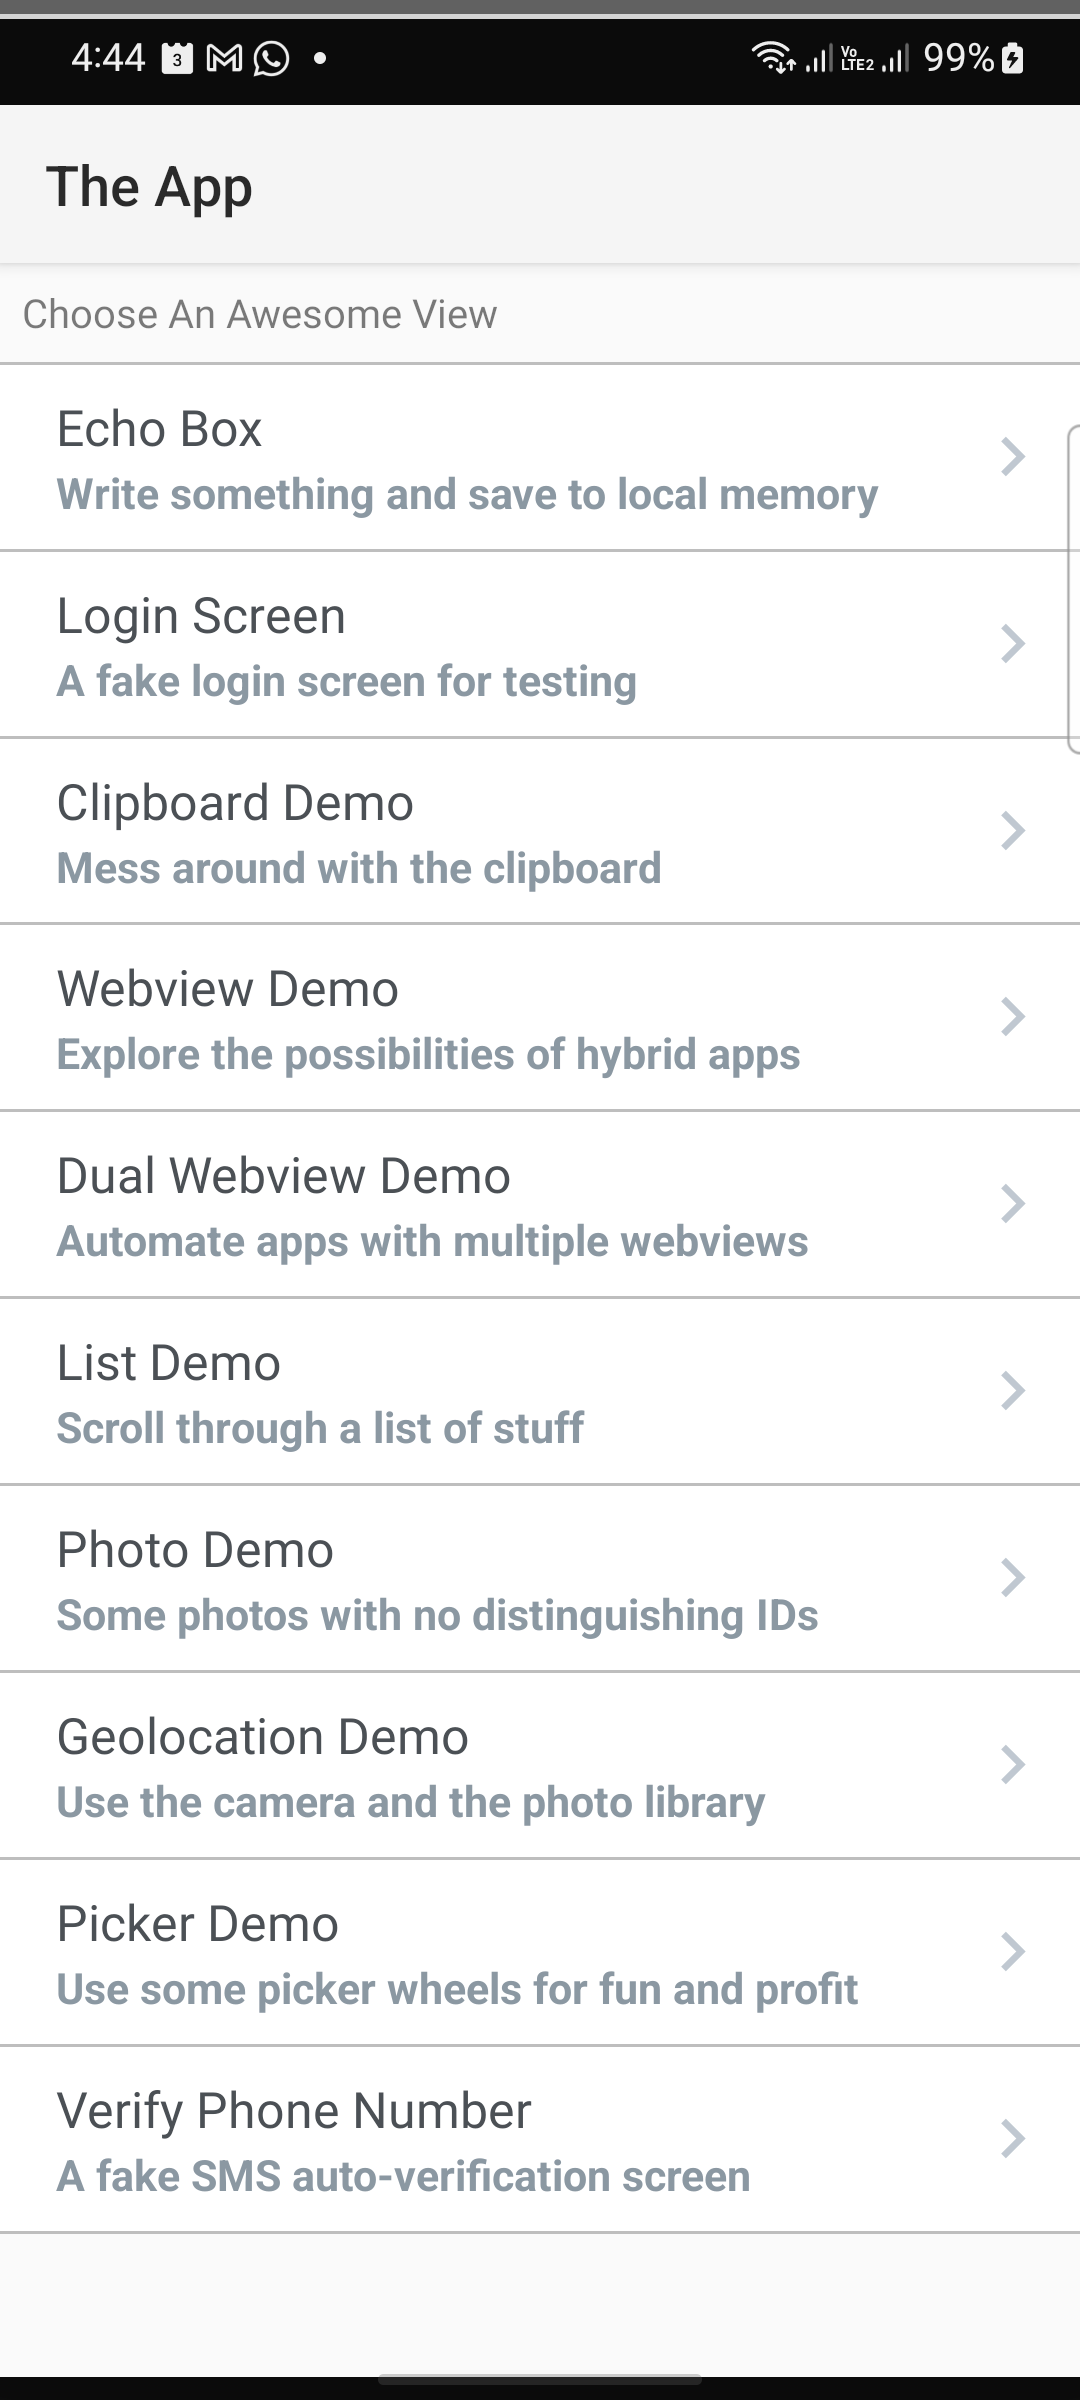 4:44 3 Vo LTE2 99%
The App
Choose An Awesome View
Echo Box
Write something and save to local memory
Login Screen
A fake login screen for testing
Clipboard Demo
Mess around with the clipboard
Webview Demo
Explore the possibilities of hybrid apps
Dual Webview Demo
Automate apps with multiple webviews
List Demo
Scroll through a list of stuff
Photo Demo
Some photos with no distinguishing IDs
Geolocation Demo
Use the camera and the photo library
Picker Demo
Use some picker wheels for fun and profit
Verify Phone Number
A fake SMS auto-verification screen